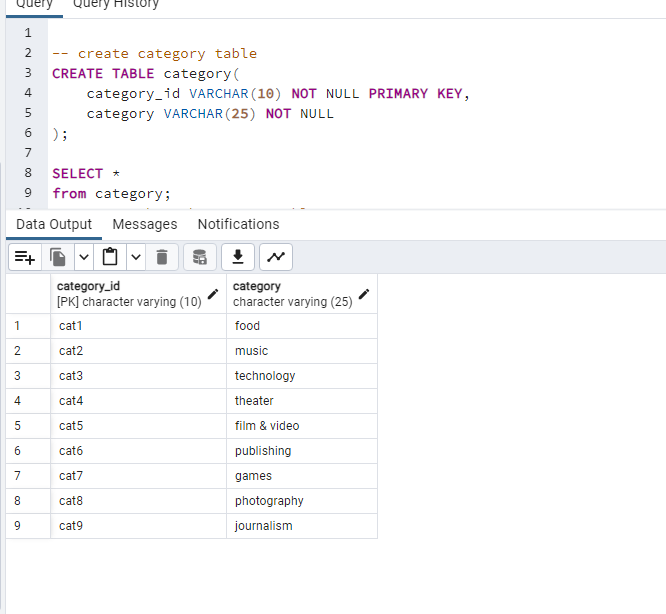 Query Query History
1
2 -- create category table
3 CREATE TABLE category(
4 category_id VARCHAR(10) NOT NULL PRIMARY KEY,
5 category VARCHAR(25) NOT NULL
6 );
7
8 SELECT *
9 from category;
Data Output Messages Notifications
category_id category
[PK] character varying (10) character varying (25)
1 cat1 food
2 cat2 music
3 cat3 technology
4 cat4 theater
5 cat5 film & video
6 cat6 publishing
7 cat7 games
8 cat8 photography
9 cat9 journalism